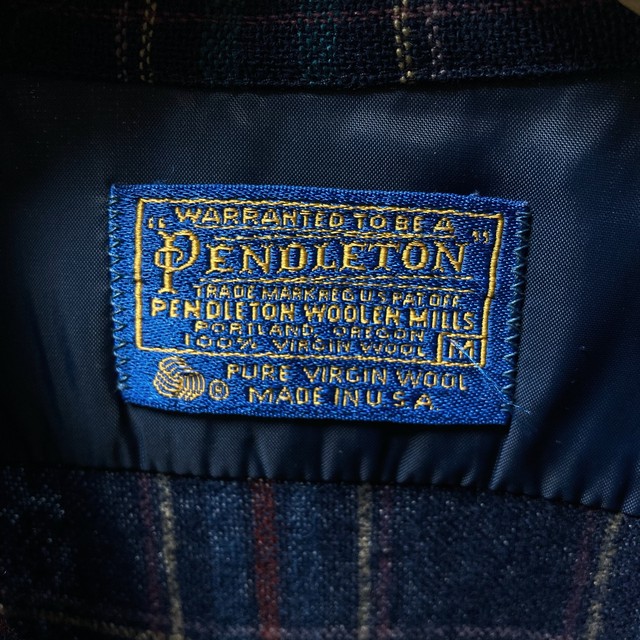 WARRANTED TO BE A
"PENDLETON"
TRADE MARK REG U.S. PAT. OFF.
PENDLETON WOOLEN MILLS
PORTLAND, OREGON
100% VIRGIN WOOL M
® PURE VIRGIN WOOL
MADE IN U.S.A.